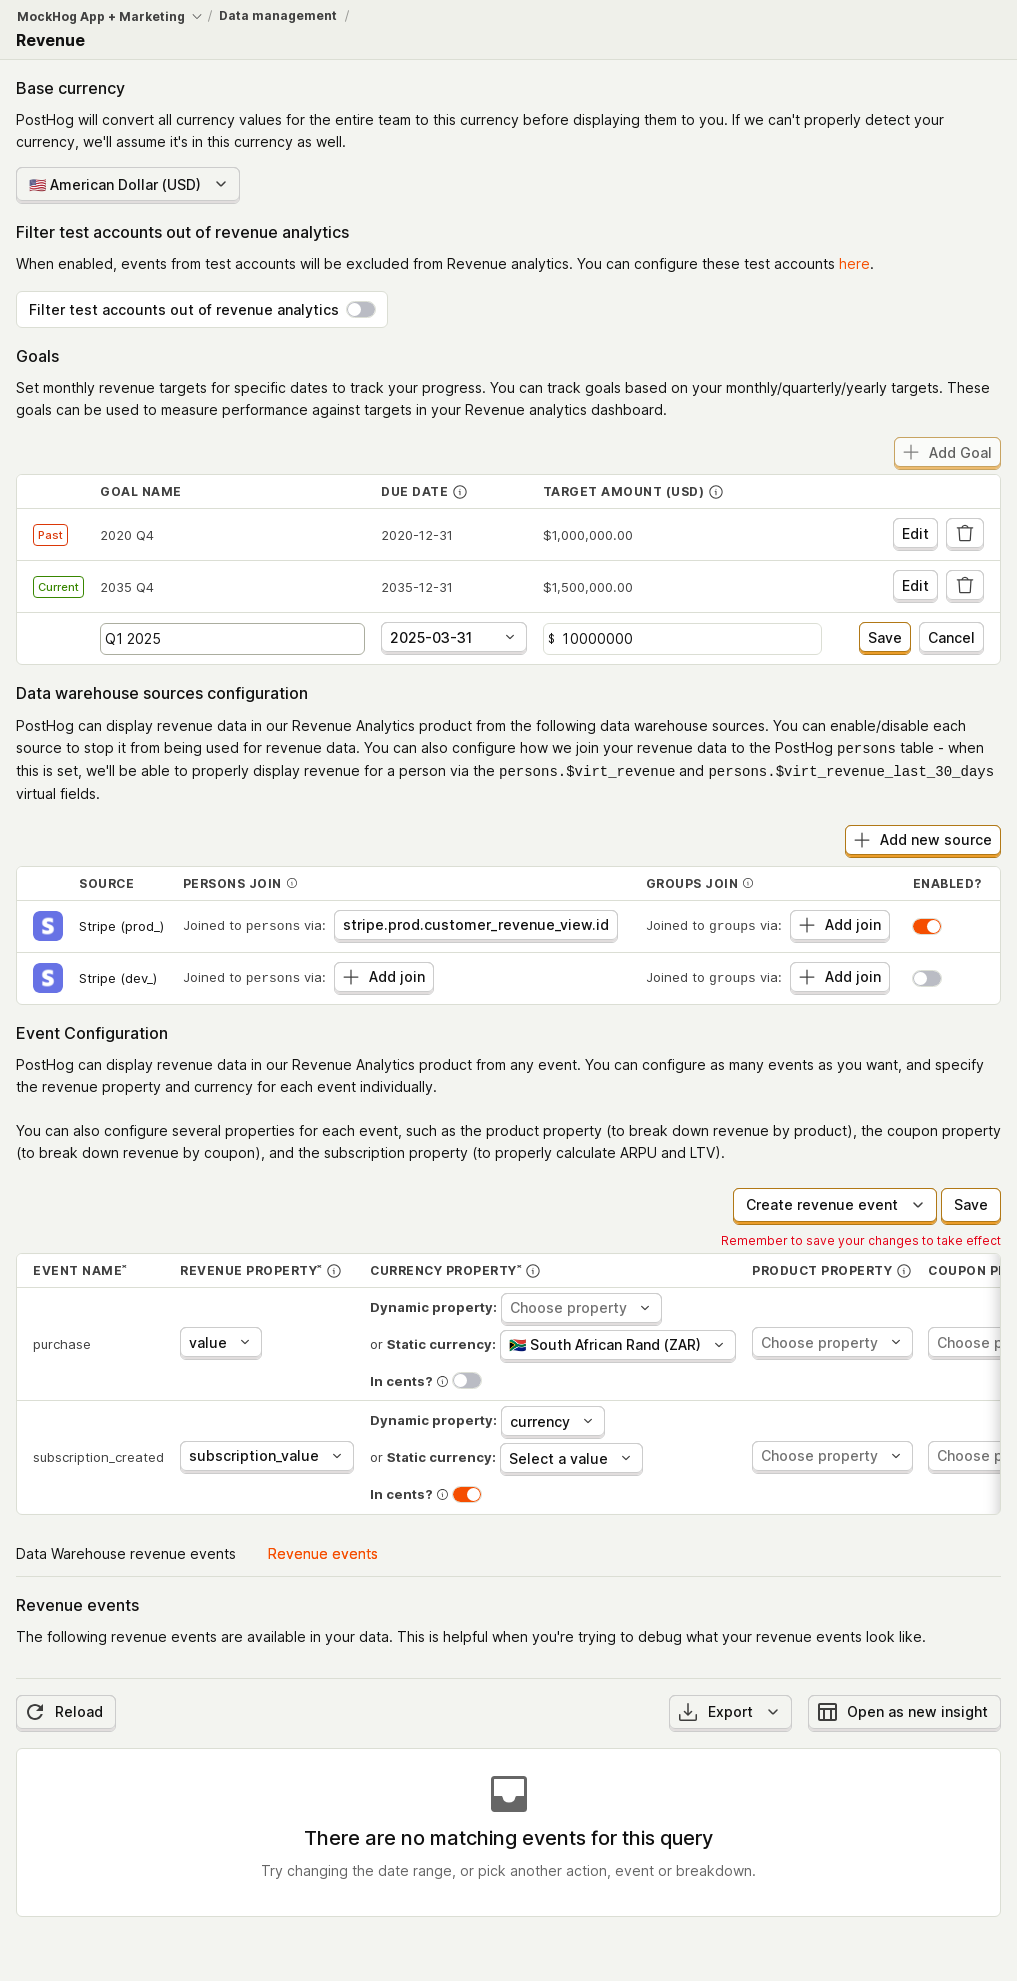 MockHog App + Marketing / Data management /
Revenue
Base currency
PostHog will convert all currency values for the entire team to this currency before displaying them to you. If we can't properly detect your
currency, we'll assume it's in this currency as well.
🇺🇸 American Dollar (USD)
Filter test accounts out of revenue analytics
When enabled, events from test accounts will be excluded from Revenue analytics. You can configure these test accounts here.
Filter test accounts out of revenue analytics
Goals
Set monthly revenue targets for specific dates to track your progress. You can track goals based on your monthly/quarterly/yearly targets. These
goals can be used to measure performance against targets in your Revenue analytics dashboard.
Add Goal
GOAL NAME DUE DATE TARGET AMOUNT (USD)
Past 2020 Q4 2020-12-31 $1,000,000.00 Edit
Current 2035 Q4 2035-12-31 $1,500,000.00 Edit
Q1 2025 2025-03-31 $ 10000000 Save Cancel
Data warehouse sources configuration
PostHog can display revenue data in our Revenue Analytics product from the following data warehouse sources. You can enable/disable each
source to stop it from being used for revenue data. You can also configure how we join your revenue data to the PostHog persons table - when
this is set, we'll be able to properly display revenue for a person via the persons.$virt_revenue and persons.$virt_revenue_last_30_days
virtual fields.
Add new source
SOURCE PERSONS JOIN GROUPS JOIN ENABLED?
S Stripe (prod_) Joined to persons via: stripe.prod.customer_revenue_view.id Joined to groups via: Add join
S Stripe (dev_) Joined to persons via: Add join Joined to groups via: Add join
Event Configuration
PostHog can display revenue data in our Revenue Analytics product from any event. You can configure as many events as you want, and specify
the revenue property and currency for each event individually.
You can also configure several properties for each event, such as the product property (to break down revenue by product), the coupon property
(to break down revenue by coupon), and the subscription property (to properly calculate ARPU and LTV).
Create revenue event Save
Remember to save your changes to take effect
EVENT NAME* REVENUE PROPERTY* CURRENCY PROPERTY* PRODUCT PROPERTY COUPON P
Dynamic property: Choose property
purchase value or Static currency: 🇿🇦 South African Rand (ZAR) Choose property Choose p
In cents?
Dynamic property: currency
subscription_created subscription_value or Static currency: Select a value Choose property Choose p
In cents?
Data Warehouse revenue events Revenue events
Revenue events
The following revenue events are available in your data. This is helpful when you're trying to debug what your revenue events look like.
Reload Export Open as new insight
There are no matching events for this query
Try changing the date range, or pick another action, event or breakdown.